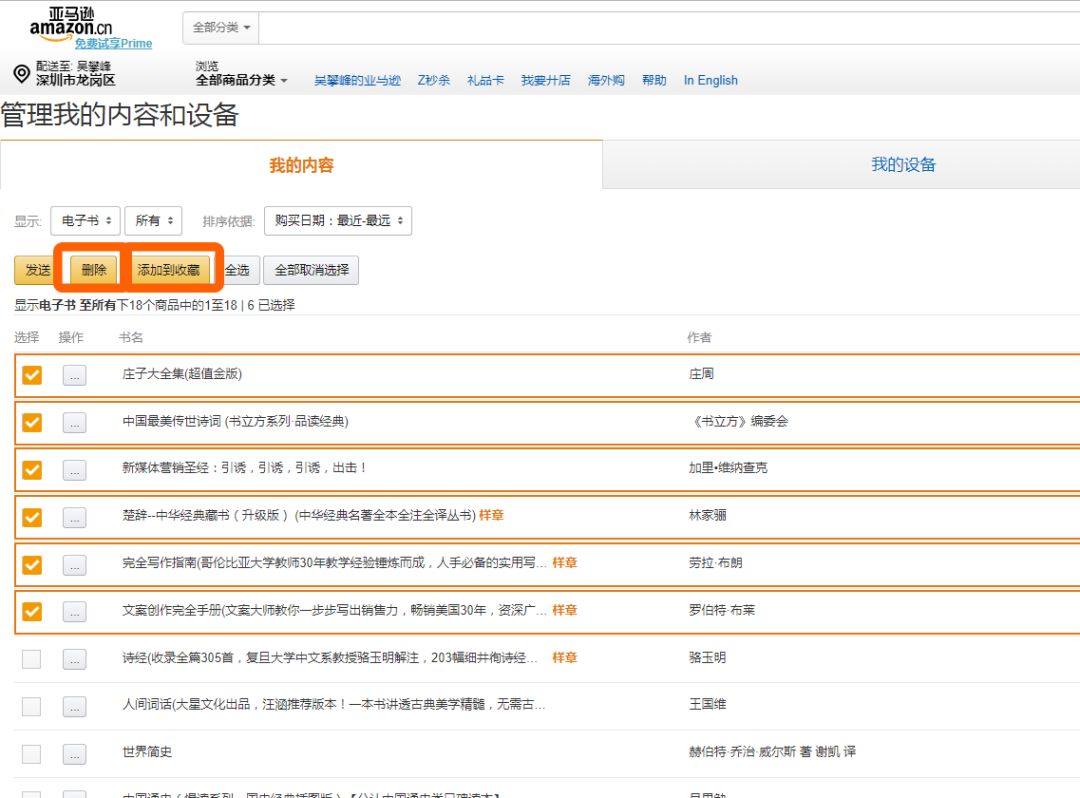 亚马逊
amazon.cn
免费试享Prime
全部分类
配送至: 吴攀峰
深圳市龙岗区
浏览
全部商品分类
吴攀峰的亚马逊 Z秒杀 礼品卡 我要开店 海外购 帮助 In English
管理我的内容和设备
我的内容 我的设备
显示: 电子书 所有 排序依据: 购买日期：最近-最远
发送 删除 添加到收藏 全选 全部取消选择
显示电子书 至所有下18个商品中的1至18 | 6 已选择
选择 操作 书名 作者
... 庄子大全集(超值金版) 庄周
... 中国最美传世诗词 (书立方系列·品读经典) 《书立方》编委会
... 新媒体营销圣经：引诱，引诱，引诱，出击！ 加里•维纳查克
... 楚辞--中华经典藏书（升级版） (中华经典名著全本全注全译丛书) 样章 林家骊
... 完全写作指南(哥伦比亚大学教师30年教学经验锤炼而成，人手必备的实用写... 样章 劳拉·布朗
... 文案创作完全手册(文案大师教你一步步写出销售力，畅销美国30年，资深广... 样章 罗伯特·布莱
... 诗经(收录全篇305首，复旦大学中文系教授骆玉明解注，203幅细井徇诗经... 样章 骆玉明
... 人间词话(大星文化出品，汪涵推荐版本！一本书讲透古典美学精髓，无需古... 王国维
... 世界简史 赫伯特·乔治·威尔斯 著 谢凯 译